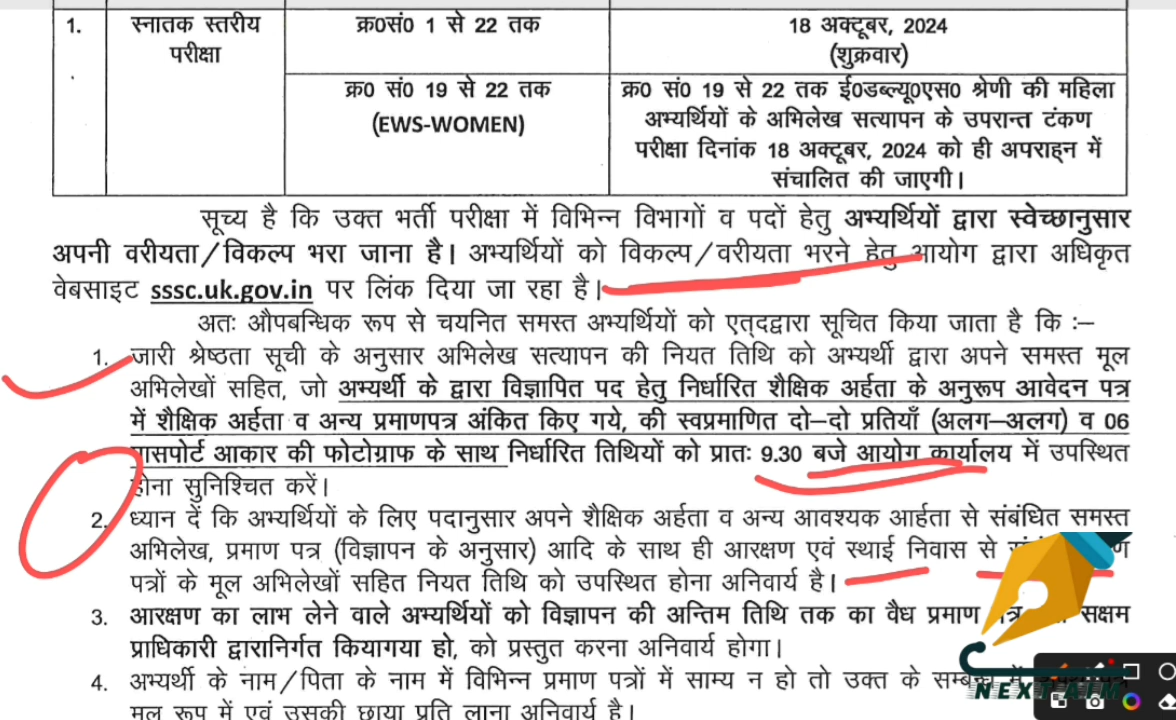 1. स्नातक स्तरीय परीक्षा
क्र0सं0 1 से 22 तक
18 अक्टूबर, 2024
(शुक्रवार)
क्र0 सं0 19 से 22 तक
(EWS-WOMEN)
क्र0 सं0 19 से 22 तक ई0डब्ल्यू0एस0 श्रेणी की महिला
अभ्यर्थियों के अभिलेख सत्यापन के उपरान्त टंकण
परीक्षा दिनांक 18 अक्टूबर, 2024 को ही अपराह्न में
संचालित की जाएगी।
सूच्य है कि उक्त भर्ती परीक्षा में विभिन्न विभागों व पदों हेतु अभ्यर्थियों द्वारा स्वेच्छानुसार
अपनी वरीयता/विकल्प भरा जाना है। अभ्यर्थियों को विकल्प/वरीयता भरने हेतु आयोग द्वारा अधिकृत
वेबसाइट sssc.uk.gov.in पर लिंक दिया जा रहा है।
अतः औपबन्धिक रूप से चयनित समस्त अभ्यर्थियों को एत्दद्वारा सूचित किया जाता है कि :–
1. जारी श्रेष्ठता सूची के अनुसार अभिलेख सत्यापन की नियत तिथि को अभ्यर्थी द्वारा अपने समस्त मूल
अभिलेखों सहित, जो अभ्यर्थी के द्वारा विज्ञापित पद हेतु निर्धारित शैक्षिक अर्हता के अनुरूप आवेदन पत्र
में शैक्षिक अर्हता व अन्य प्रमाणपत्र अंकित किए गये, की स्वप्रमाणित दो–दो प्रतियाँ (अलग–अलग) व 06
पासपोर्ट आकार की फोटोग्राफ के साथ निर्धारित तिथियों को प्रातः 9.30 बजे आयोग कार्यालय में उपस्थित
होना सुनिश्चित करें।
2. ध्यान दें कि अभ्यर्थियों के लिए पदानुसार अपने शैक्षिक अर्हता व अन्य आवश्यक आर्हता से संबंधित समस्त
अभिलेख, प्रमाण पत्र (विज्ञापन के अनुसार) आदि के साथ ही आरक्षण एवं स्थाई निवास से
पत्रों के मूल अभिलेखों सहित नियत तिथि को उपस्थित होना अनिवार्य है।
3. आरक्षण का लाभ लेने वाले अभ्यर्थियों को विज्ञापन की अन्तिम तिथि तक का वैध प्रमाण सक्षम
प्राधिकारी द्वारानिर्गत कियागया हो, को प्रस्तुत करना अनिवार्य होगा।
4. अभ्यर्थी के नाम/पिता के नाम में विभिन्न प्रमाण पत्रों में साम्य न हो तो उक्त के
मूल रूप में एवं उसकी छाया प्रति लाना अनिवार्य है।
NEXT AIM